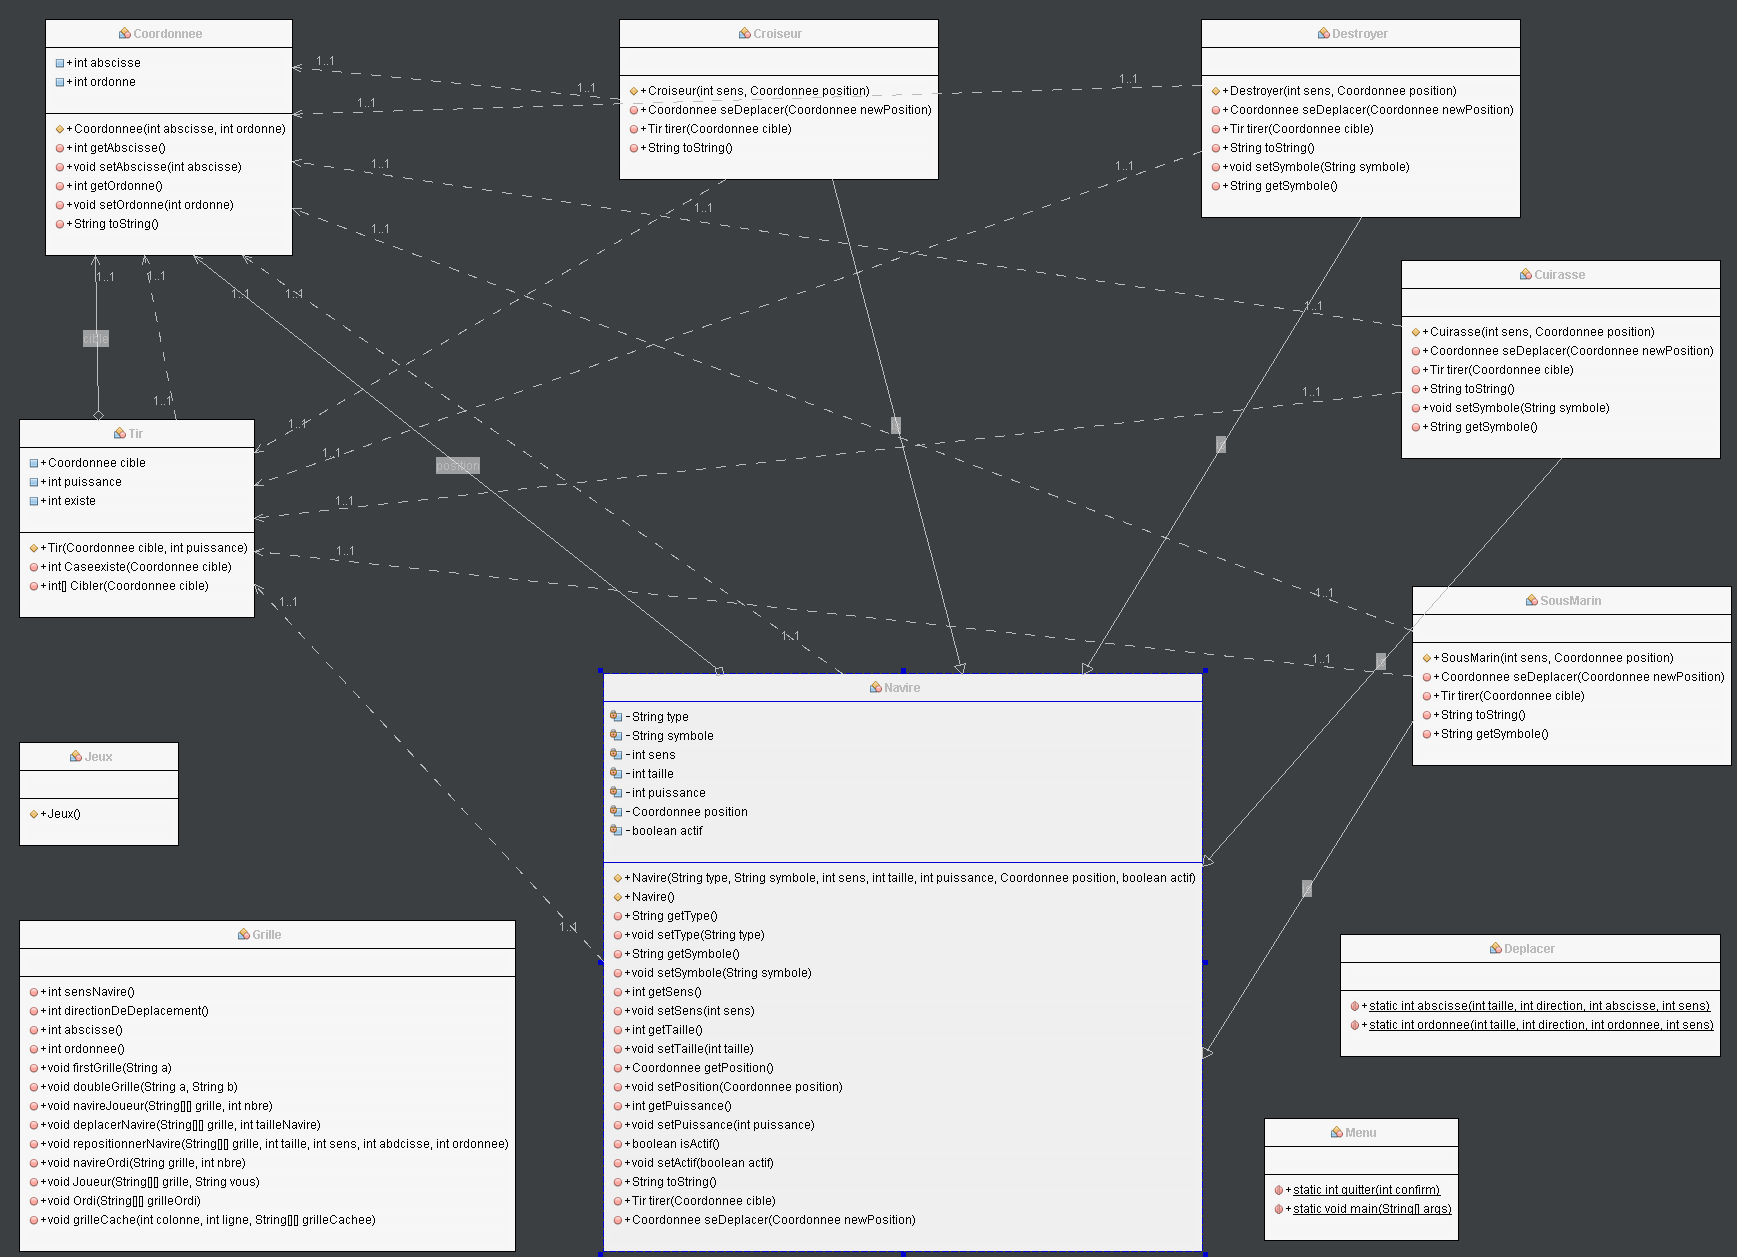 Coordonnee
+int abscisse
+int ordonne
+Coordonnee(int abscisse, int ordonne)
+int getAbscisse()
+void setAbscisse(int abscisse)
+int getOrdonne()
+void setOrdonne(int ordonne)
+String toString()
Croiseur
+Croiseur(int sens, Coordonnee position)
+Coordonnee seDeplacer(Coordonnee newPosition)
+Tir tirer(Coordonnee cible)
+String toString()
Destroyer
+Destroyer(int sens, Coordonnee position)
+Coordonnee seDeplacer(Coordonnee newPosition)
+Tir tirer(Coordonnee cible)
+String toString()
+void setSymbole(String symbole)
+String getSymbole()
1..1
1..1
1..1
1..1
1..1
1..1
1..1
1..1
1..1
1..1
1..1
1..1
1..1
1..1
Cuirasse
+Cuirasse(int sens, Coordonnee position)
+Coordonnee seDeplacer(Coordonnee newPosition)
+Tir tirer(Coordonnee cible)
+String toString()
+void setSymbole(String symbole)
+String getSymbole()
cible
1..1
1..1
1..1
1..1
position
1..1
1..1
1..1
1..1
1..1
1..1
1..1
Tir
+Coordonnee cible
+int puissance
+int existe
+Tir(Coordonnee cible, int puissance)
+int Caseexiste(Coordonnee cible)
+int[] Cibler(Coordonnee cible)
SousMarin
+SousMarin(int sens, Coordonnee position)
+Coordonnee seDeplacer(Coordonnee newPosition)
+Tir tirer(Coordonnee cible)
+String toString()
+String getSymbole()
Navire
-String type
-String symbole
-int sens
-int taille
-int puissance
-Coordonnee position
-boolean actif
+Navire(String type, String symbole, int sens, int taille, int puissance, Coordonnee position, boolean actif)
+Navire()
+String getType()
+void setType(String type)
+String getSymbole()
+void setSymbole(String symbole)
+int getSens()
+void setSens(int sens)
+int getTaille()
+void setTaille(int taille)
+Coordonnee getPosition()
+void setPosition(Coordonnee position)
+int getPuissance()
+void setPuissance(int puissance)
+boolean isActif()
+void setActif(boolean actif)
+String toString()
+Tir tirer(Coordonnee cible)
+Coordonnee seDeplacer(Coordonnee newPosition)
Jeux
+Jeux()
Grille
+int sensNavire()
+int directionDeDeplacement()
+int abscisse()
+int ordonnee()
+void firstGrille(String a)
+void doubleGrille(String a, String b)
+void navireJoueur(String[][] grille, int nbre)
+void deplacerNavire(String[][] grille, int tailleNavire)
+void repositionnerNavire(String[][] grille, int taille, int sens, int abdcisse, int ordonnee)
+void navireOrdi(String grille, int nbre)
+void Joueur(String[][] grille, String vous)
+void Ordi(String[][] grilleOrdi)
+void grilleCache(int colonne, int ligne, String[][] grilleCachee)
Deplacer
+static int abscisse(int taille, int direction, int abscisse, int sens)
+static int ordonnee(int taille, int direction, int ordonnee, int sens)
Menu
+static int quitter(int confirm)
+static void main(String[] args)